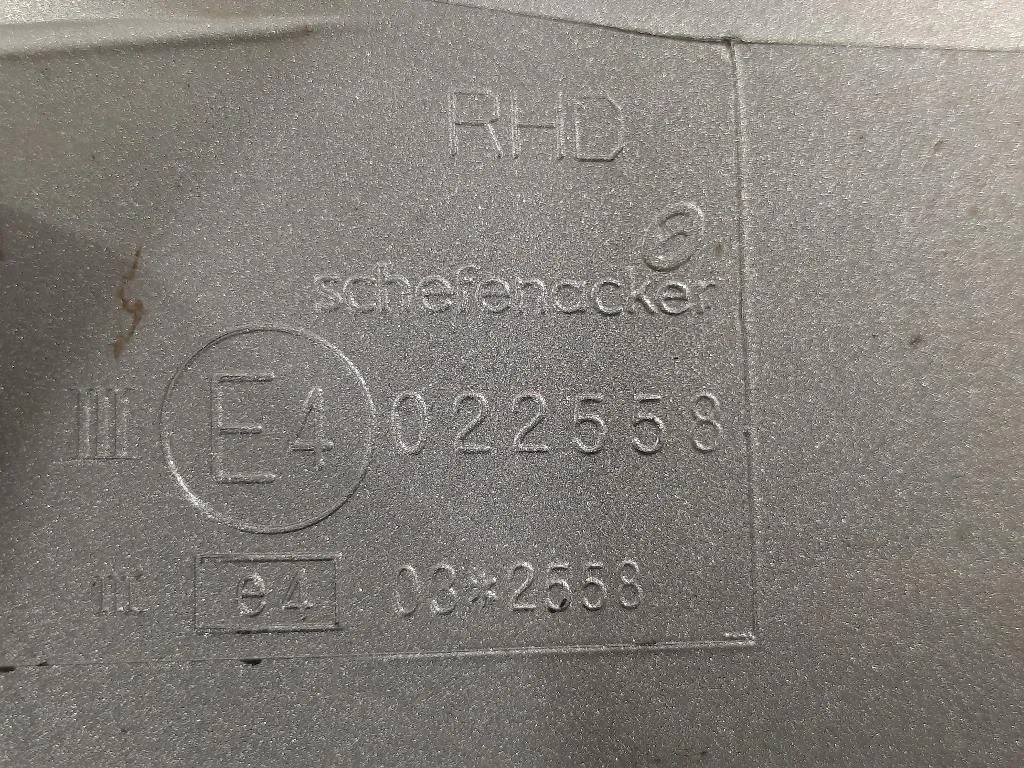 RHD
schefenacker
III E4 022558
III e4 03*2558